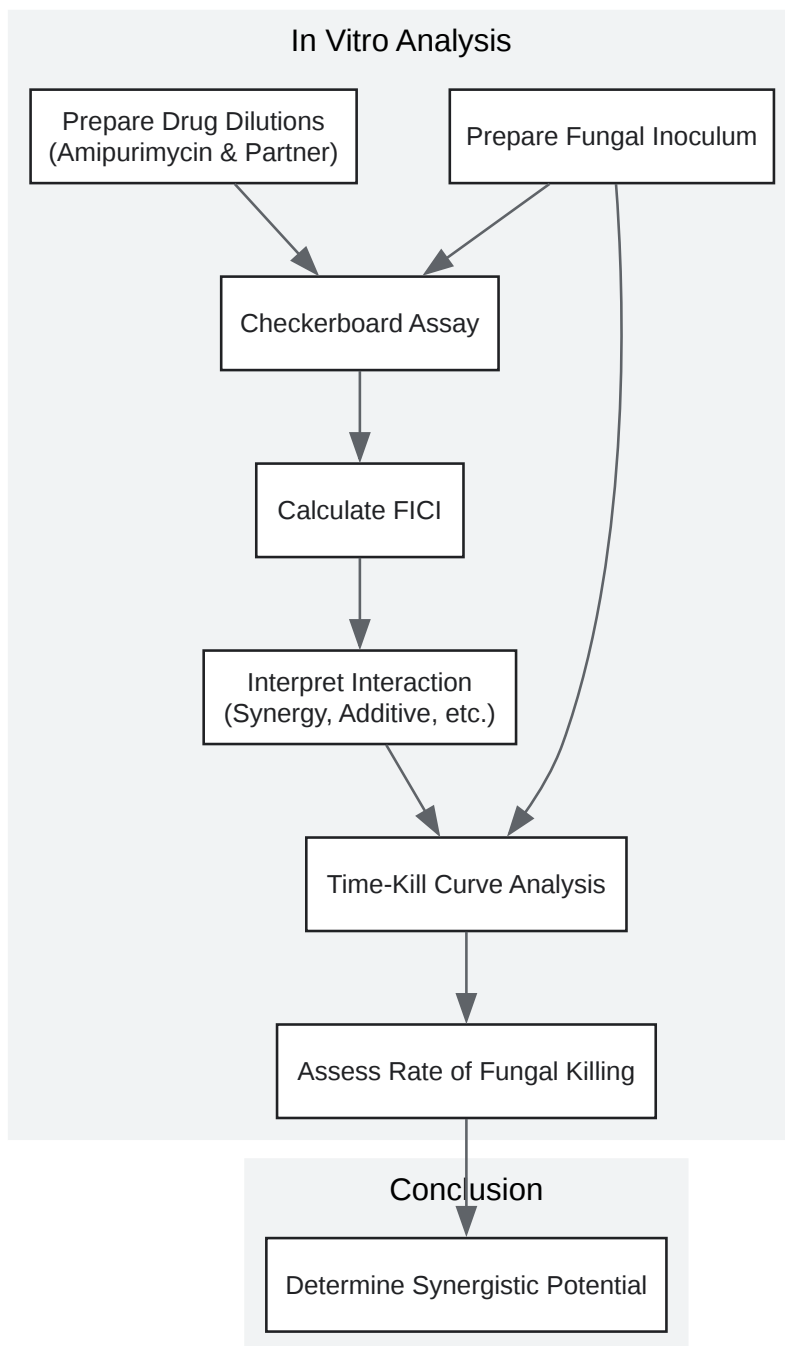 In Vitro Analysis
Prepare Drug Dilutions
(Amipurimycin & Partner)
Prepare Fungal Inoculum
Checkerboard Assay
Calculate FICI
Interpret Interaction
(Synergy, Additive, etc.)
Time-Kill Curve Analysis
Assess Rate of Fungal Killing
Conclusion
Determine Synergistic Potential